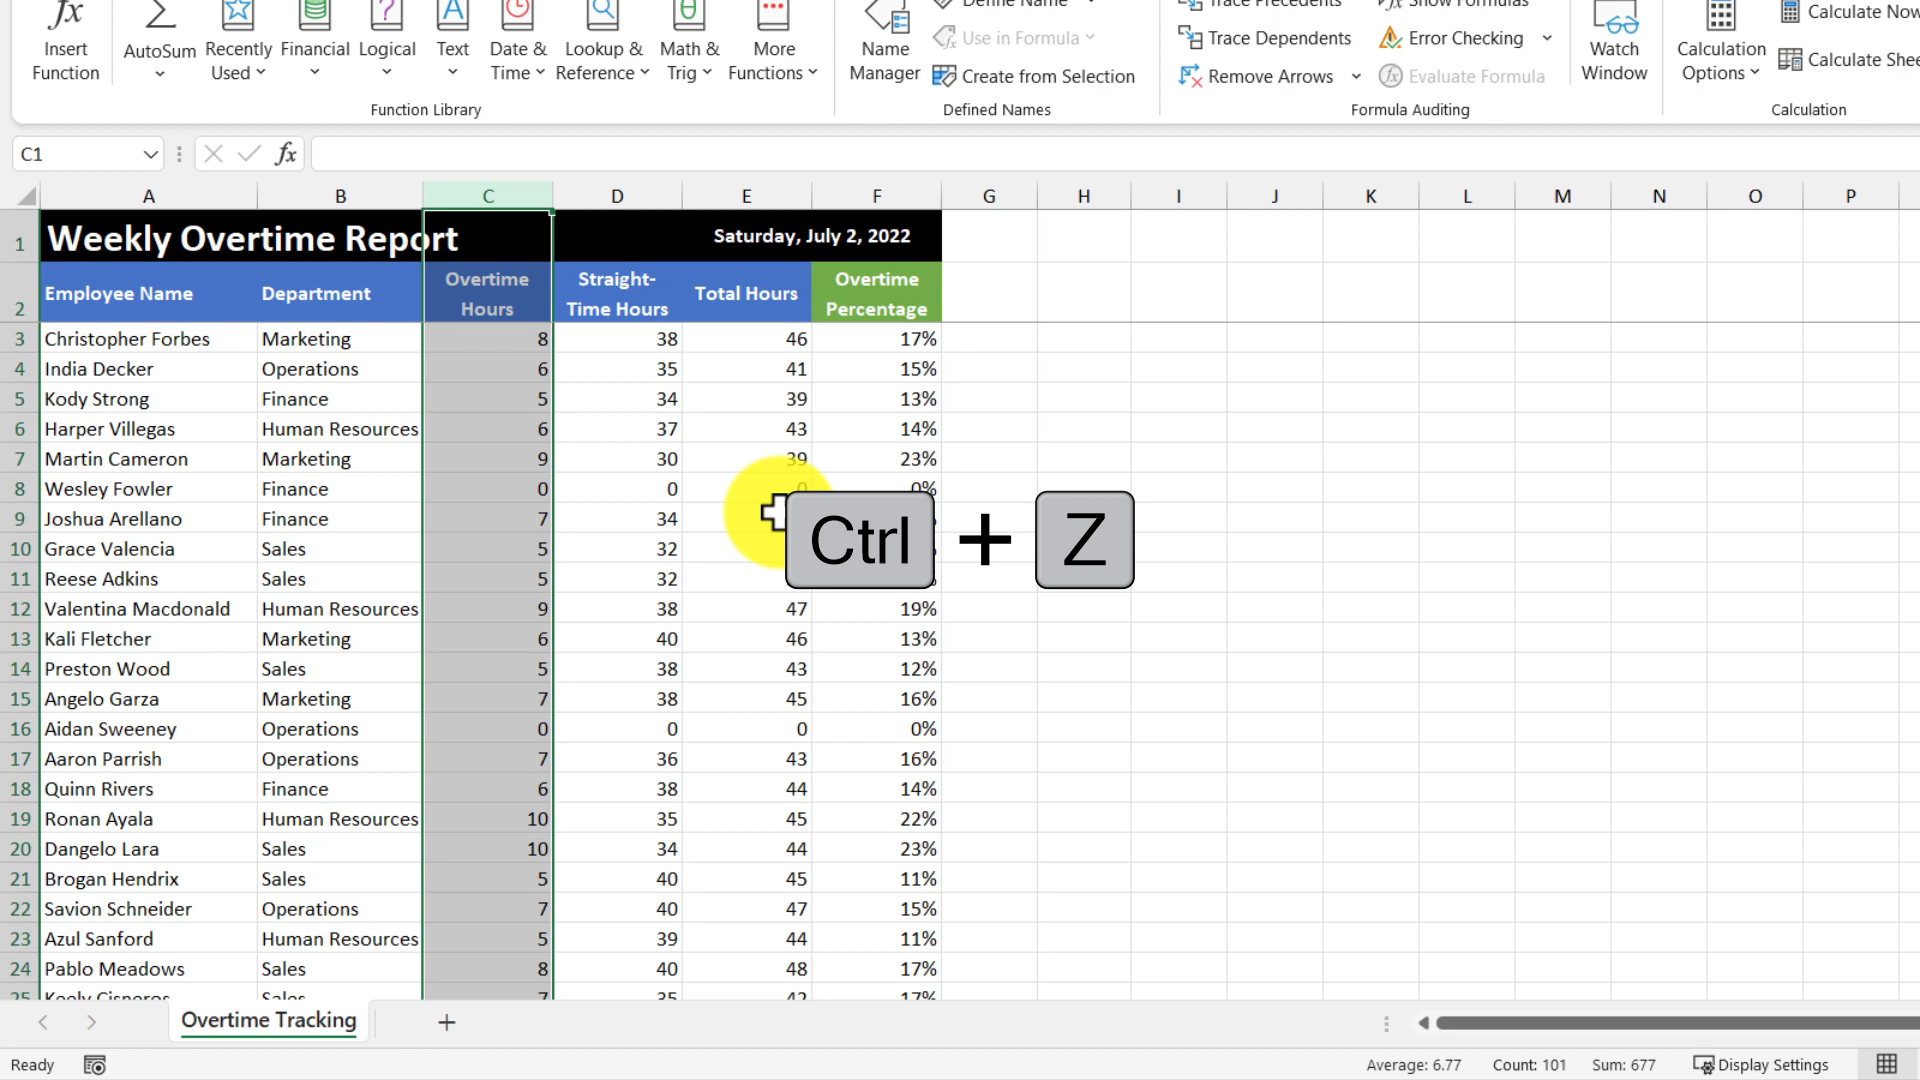 Define Name Trace Precedents Show Formulas
Insert Function AutoSum Recently Used Financial Logical Text Date & Time Lookup & Reference Math & Trig More Functions
Name Manager Use in Formula Create from Selection
Trace Dependents Error Checking Remove Arrows Evaluate Formula
Watch Window Calculation Options Calculate Now
Function Library Defined Names Formula Auditing Calculation
C1 fx
A B C D E F G H I J K L M N O P
1 Weekly Overtime Report Saturday, July 2, 2022
2 Employee Name Department Overtime Hours Straight-Time Hours Total Hours Overtime Percentage
3 Christopher Forbes Marketing 8 38 46 17%
4 India Decker Operations 6 35 41 15%
5 Kody Strong Finance 5 34 39 13%
6 Harper Villegas Human Resources 6 37 43 14%
7 Martin Cameron Marketing 9 30 39 23%
8 Wesley Fowler Finance 0 0 0 0%
9 Joshua Arellano Finance 7 34
Ctrl + Z
10 Grace Valencia Sales 5 32
11 Reese Adkins Sales 5 32
12 Valentina Macdonald Human Resources 9 38 47 19%
13 Kali Fletcher Marketing 6 40 46 13%
14 Preston Wood Sales 5 38 43 12%
15 Angelo Garza Marketing 7 38 45 16%
16 Aidan Sweeney Operations 0 0 0 0%
17 Aaron Parrish Operations 7 36 43 16%
18 Quinn Rivers Finance 6 38 44 14%
19 Ronan Ayala Human Resources 10 35 45 22%
20 Dangelo Lara Sales 10 34 44 23%
21 Brogan Hendrix Sales 5 40 45 11%
22 Savion Schneider Operations 7 40 47 15%
23 Azul Sanford Human Resources 5 39 44 11%
24 Pablo Meadows Sales 8 40 48 17%
25 Keely Cisneros Sales 7 35 42 17%
Overtime Tracking
Ready Average: 6.77 Count: 101 Sum: 677 Display Settings